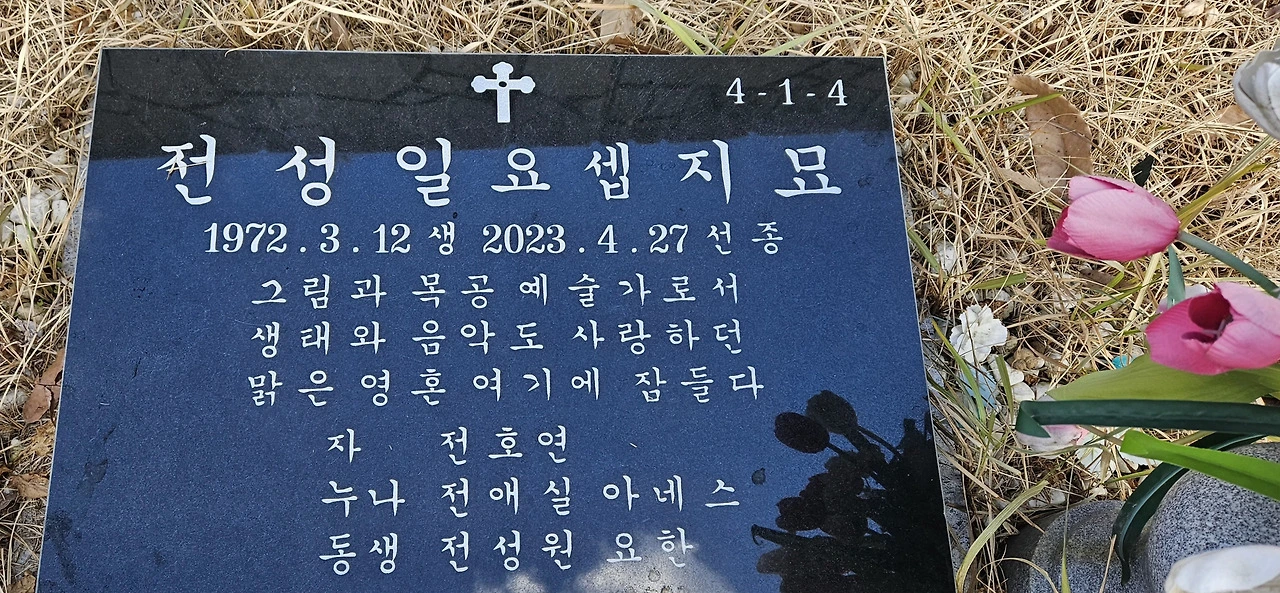 4-1-4
전성일요셉지묘
1972.3.12생 2023.4.27선종
그림과 목공예술가로서
생태와 음악도 사랑하던
맑은영혼 여기에 잠들다
자 전호연
누나 전애실 아네스
동생 전성원 요한